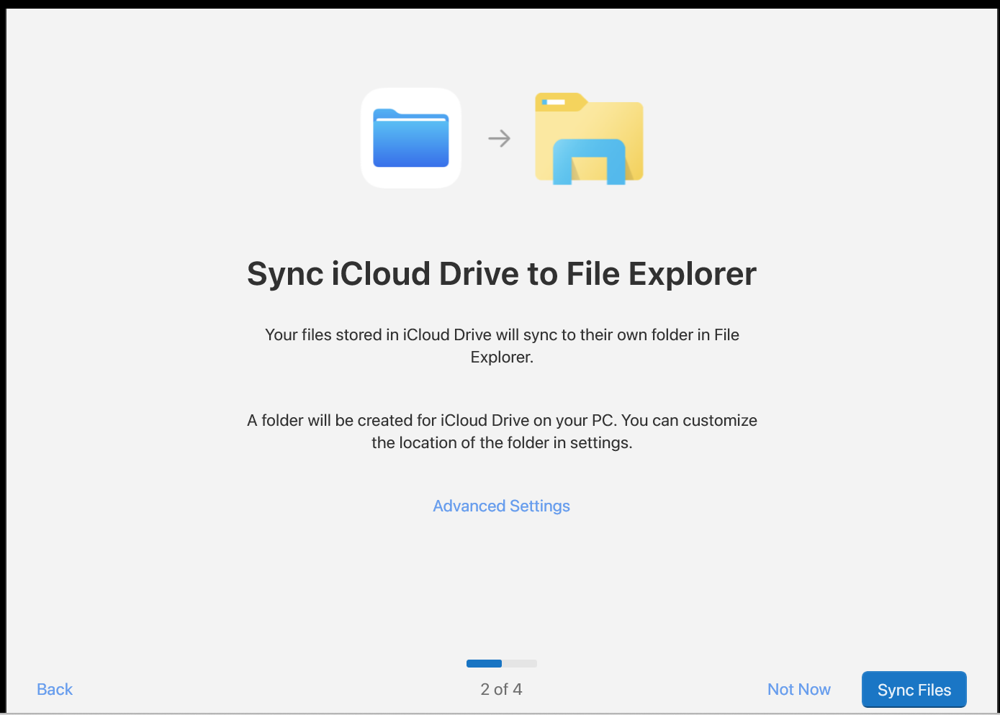 Sync iCloud Drive to File Explorer
Your files stored in iCloud Drive will sync to their own folder in File
Explorer.
A folder will be created for iCloud Drive on your PC. You can customize
the location of the folder in settings.
Advanced Settings
Back
2 of 4
Not Now
Sync Files